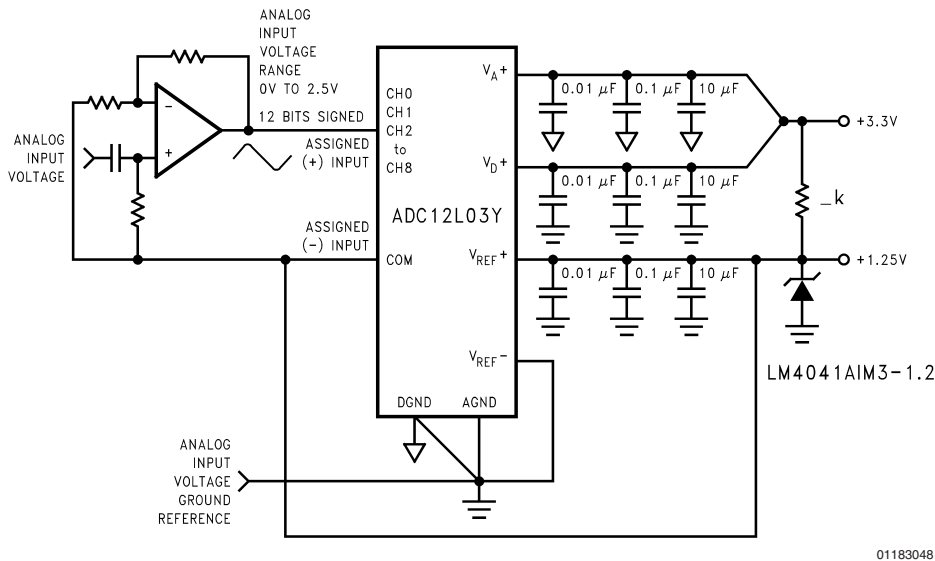 ANALOG
INPUT
VOLTAGE
RANGE
0V TO 2.5V
12 BITS SIGNED
ASSIGNED
(+) INPUT
ANALOG
INPUT
VOLTAGE
−
+
ASSIGNED
(−) INPUT
CH0
CH1
CH2
to
CH8
ADC12L03Y
COM
VA+
VD+
VREF+
VREF−
DGND
AGND
0.01 µF
0.1 µF
10 µF
+3.3V
0.01 µF
0.1 µF
10 µF
_k
0.01 µF
0.1 µF
10 µF
+1.25V
LM4041AIM3-1.2
ANALOG
INPUT
VOLTAGE
GROUND
REFERENCE
01183048